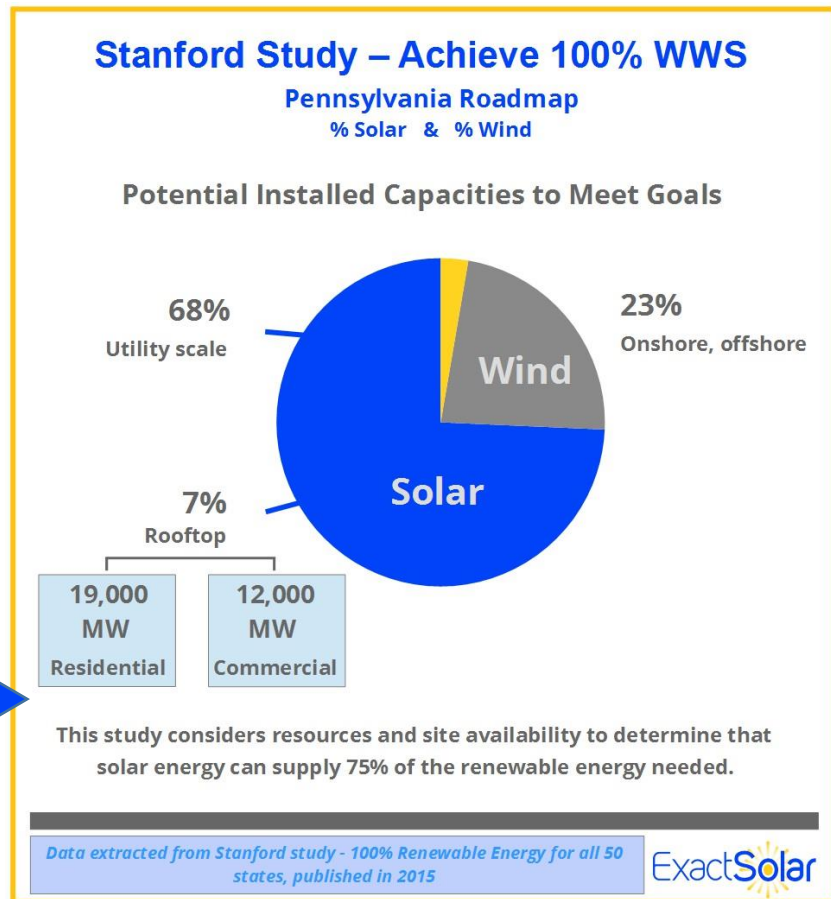 Stanford Study – Achieve 100% WWS
Pennsylvania Roadmap
% Solar & % Wind
Potential Installed Capacities to Meet Goals
68%
Utility scale
23%
Onshore, offshore
Wind
Solar
7%
Rooftop
19,000
MW
Residential
12,000
MW
Commercial
This study considers resources and site availability to determine that
solar energy can supply 75% of the renewable energy needed.
Data extracted from Stanford study - 100% Renewable Energy for all 50
states, published in 2015
ExactSolar